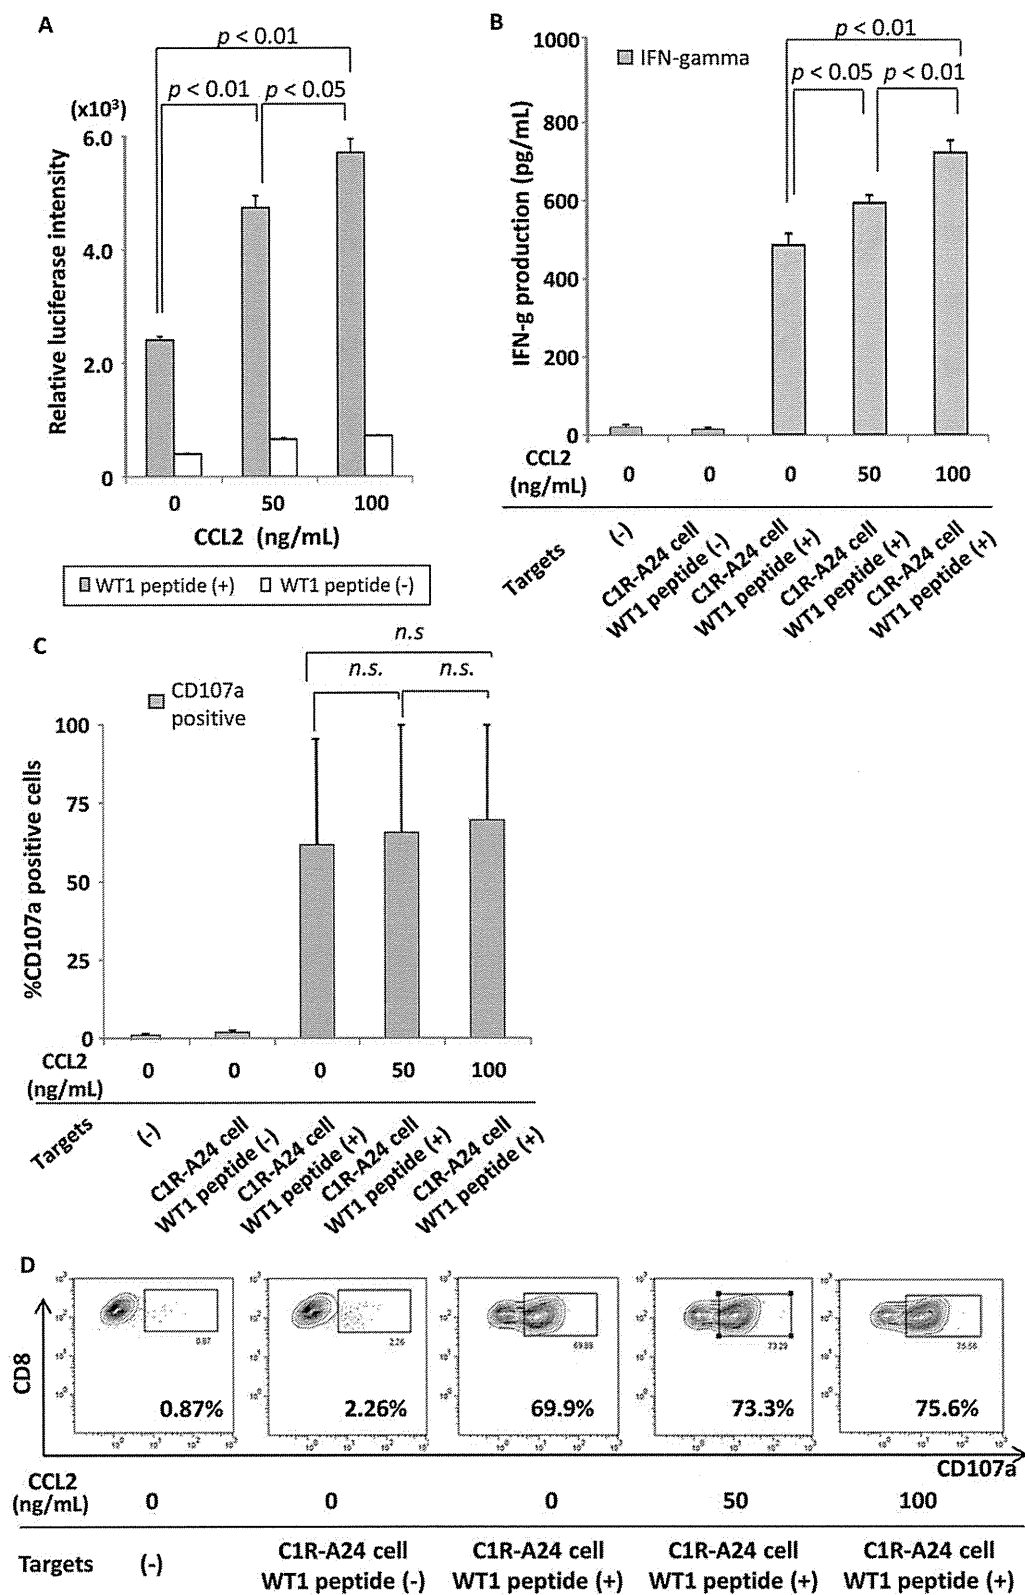 A
p < 0.01
p < 0.01
p < 0.05
(x10³)
6.0
4.0
2.0
0
Relative luciferase intensity
0
50
100
CCL2 (ng/mL)
WT1 peptide (+)
WT1 peptide (-)
B
IFN-gamma
p < 0.01
p < 0.05
p < 0.01
1000
800
600
400
200
0
IFN-g production (pg/mL)
CCL2
(ng/mL)
0
0
0
50
100
Targets
(-)
C1R-A24 cell
WT1 peptide (-)
C1R-A24 cell
WT1 peptide (+)
C1R-A24 cell
WT1 peptide (+)
C1R-A24 cell
WT1 peptide (+)
C
CD107a
positive
n.s
n.s.
n.s.
100
75
50
25
0
%CD107a positive cells
CCL2
(ng/mL)
0
0
0
50
100
Targets
(-)
C1R-A24 cell
WT1 peptide (-)
C1R-A24 cell
WT1 peptide (+)
C1R-A24 cell
WT1 peptide (+)
C1R-A24 cell
WT1 peptide (+)
D
CD8
0.87
0.87%
2.26
2.26%
69.9%
73.29
73.3%
75.56
75.6%
CD107a
CCL2
(ng/mL)
0
0
0
50
100
Targets
(-)
C1R-A24 cell
WT1 peptide (-)
C1R-A24 cell
WT1 peptide (+)
C1R-A24 cell
WT1 peptide (+)
C1R-A24 cell
WT1 peptide (+)